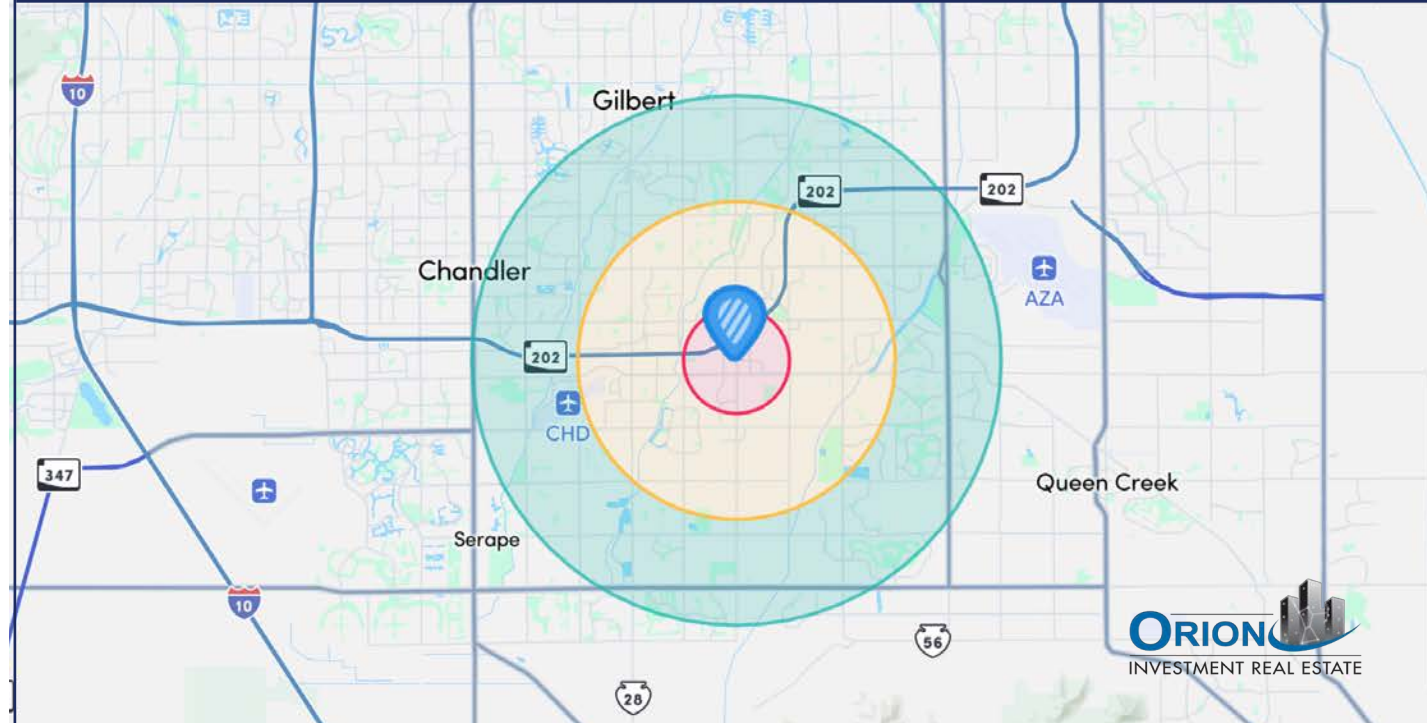 10
Gilbert
202
202
Chandler
AZA
202
CHD
347
Queen Creek
Serape
10
56
28
ORION
INVESTMENT REAL ESTATE